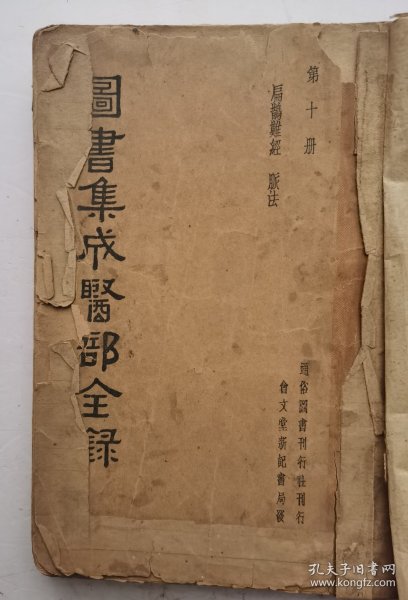 第十册
扁鵲難經 脈法
圖書集成醫部全錄
通俗圖書刊行社刊行
會文堂新記書局發
孔夫子旧书网
www.kongfz.com